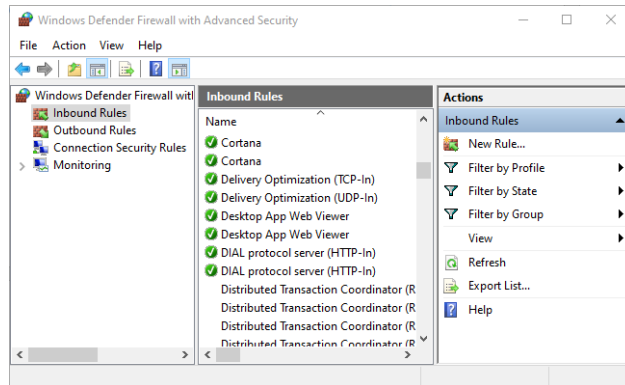 Windows Defender Firewall with Advanced Security
File Action View Help
Windows Defender Firewall witl
Inbound Rules
Outbound Rules
Connection Security Rules
Monitoring
Inbound Rules
Name
Cortana
Cortana
Delivery Optimization (TCP-In)
Delivery Optimization (UDP-In)
Desktop App Web Viewer
Desktop App Web Viewer
DIAL protocol server (HTTP-In)
DIAL protocol server (HTTP-In)
Distributed Transaction Coordinator (R
Distributed Transaction Coordinator (R
Distributed Transaction Coordinator (R
Distributed Transaction Coordinator (R
Actions
Inbound Rules
New Rule...
Filter by Profile
Filter by State
Filter by Group
View
Refresh
Export List...
Help